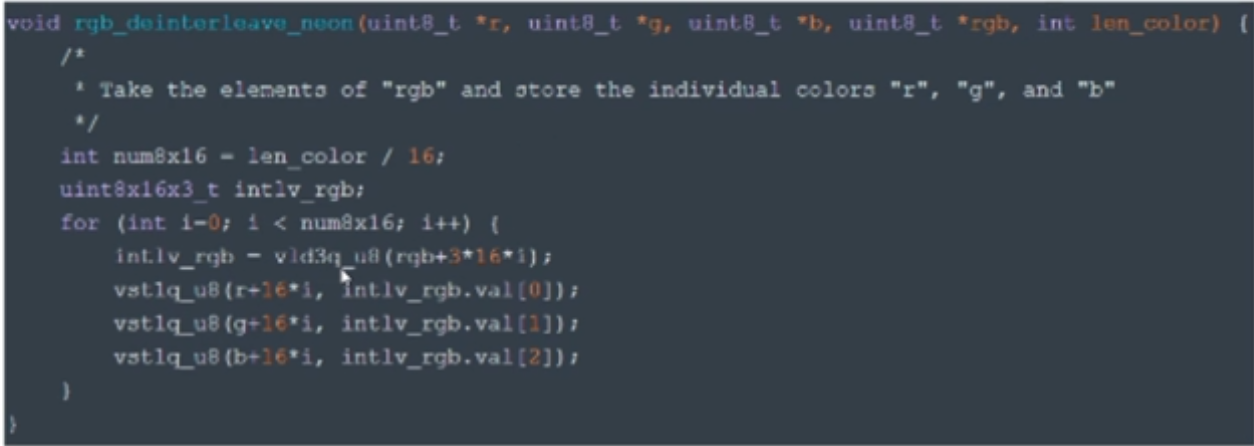 void rgb_deinterleave_neon(uint8_t *r, uint8_t *g, uint8_t *b, uint8_t *rgb, int len_color) {
/*
* Take the elements of "rgb" and store the individual colors "r", "g", and "b"
*/
int num8x16 = len_color / 16;
uint8x16x3_t intlv_rgb;
for (int i=0; i < num8x16; i++) {
intlv_rgb = vld3q_u8(rgb+3*16*i);
vst1q_u8(r+16*i, intlv_rgb.val[0]);
vst1q_u8(g+16*i, intlv_rgb.val[1]);
vst1q_u8(b+16*i, intlv_rgb.val[2]);
}
}